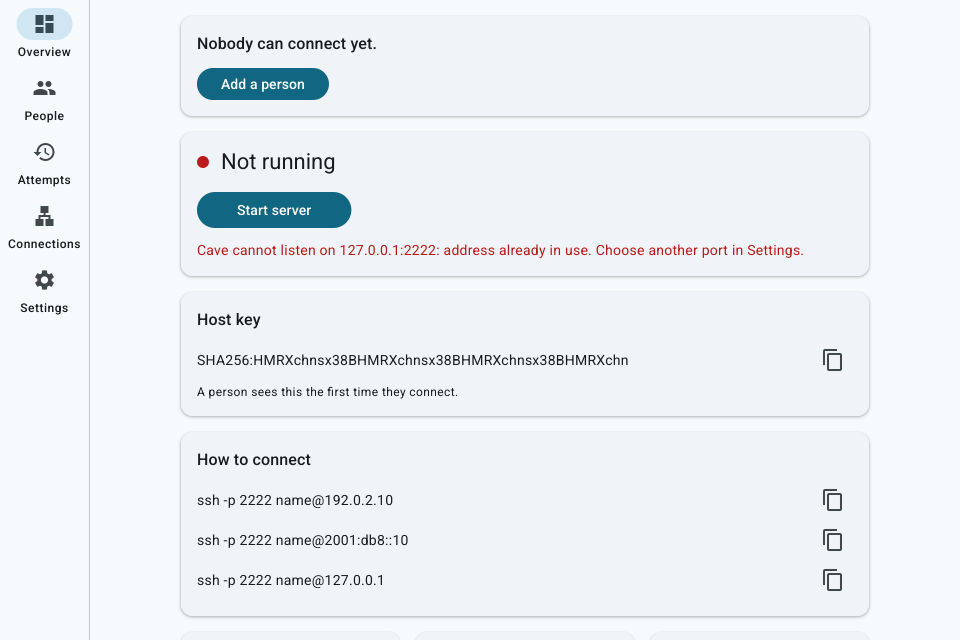 Overview
People
Attempts
Connections
Settings
Nobody can connect yet.
Add a person
Not running
Start server
Cave cannot listen on 127.0.0.1:2222: address already in use. Choose another port in Settings.
Host key
SHA256:HMRXchnsx38BHMRXchnsx38BHMRXchnsx38BHMRXchn
A person sees this the first time they connect.
How to connect
ssh -p 2222 name@192.0.2.10
ssh -p 2222 name@2001:db8::10
ssh -p 2222 name@127.0.0.1